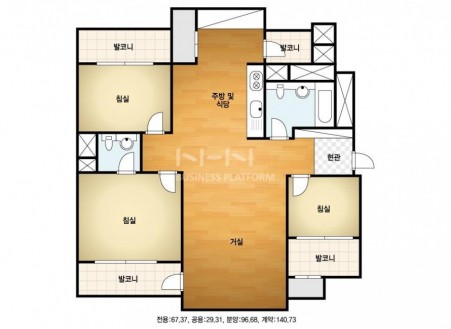 발코니
발코니
침실
주방 및
식당
현관
N-N
BUSINESS PLATFORM
침실
침실
거실
발코니
발코니
전용:67,37, 공용:29,31, 분양:96,68, 계약:140,73